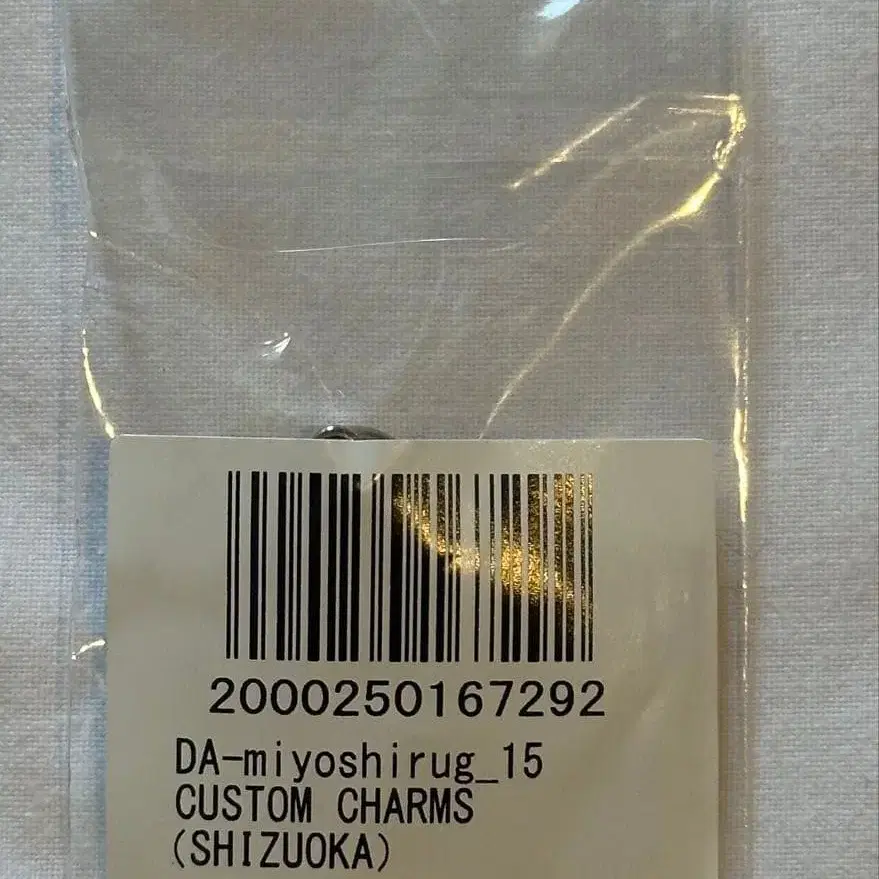 2000250167292
DA-miyoshirug_15
CUSTOM CHARMS
(SHIZUOKA)